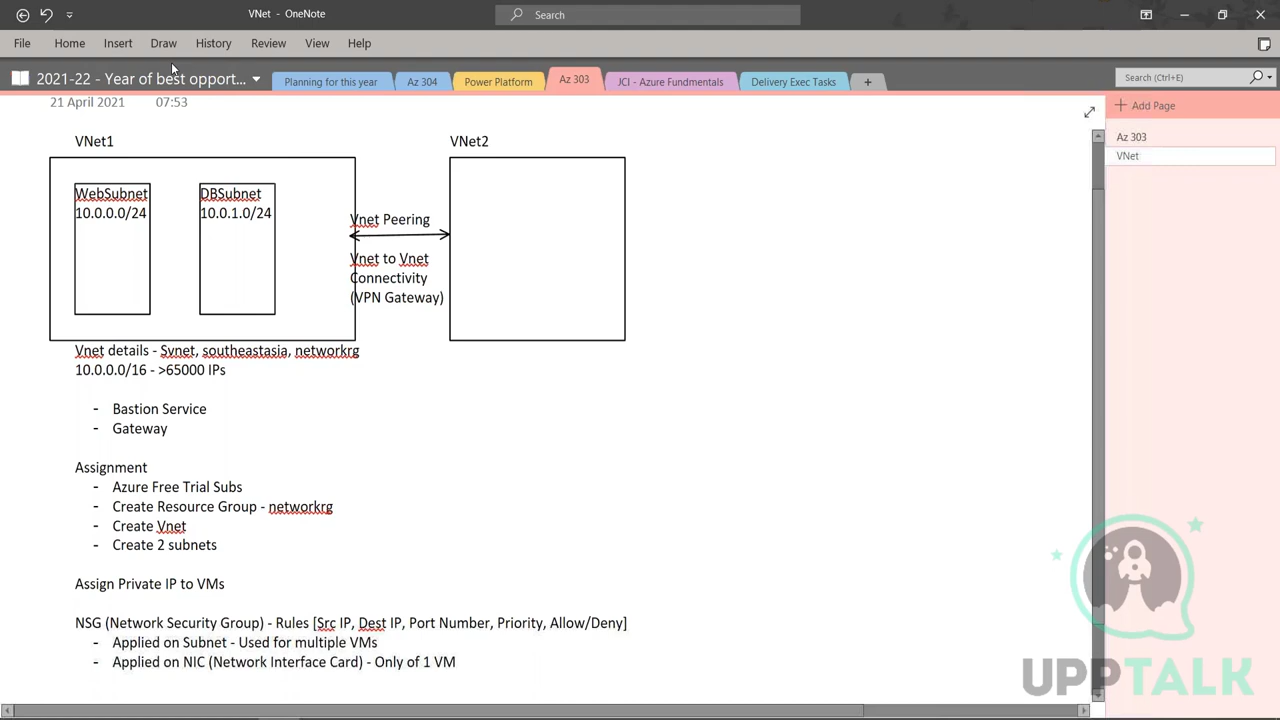 VNet - OneNote
Search
File Home Insert Draw History Review View Help
2021-22 - Year of best opport... Planning for this year Az 304 Power Platform Az 303 JCI - Azure Fundmentals Delivery Exec Tasks + Search (Ctrl+E)
21 April 2021 07:53
Add Page
Az 303
VNet
VNet1
VNet2
WebSubnet
10.0.0.0/24
DBSubnet
10.0.1.0/24
Vnet Peering
Vnet to Vnet
Connectivity
(VPN Gateway)
Vnet details - Svnet, southeastasia, networkrg
10.0.0.0/16 - >65000 IPs
- Bastion Service
- Gateway
Assignment
- Azure Free Trial Subs
- Create Resource Group - networkrg
- Create Vnet
- Create 2 subnets
Assign Private IP to VMs
NSG (Network Security Group) - Rules [Src IP, Dest IP, Port Number, Priority, Allow/Deny]
- Applied on Subnet - Used for multiple VMs
- Applied on NIC (Network Interface Card) - Only of 1 VM
UPPTALK